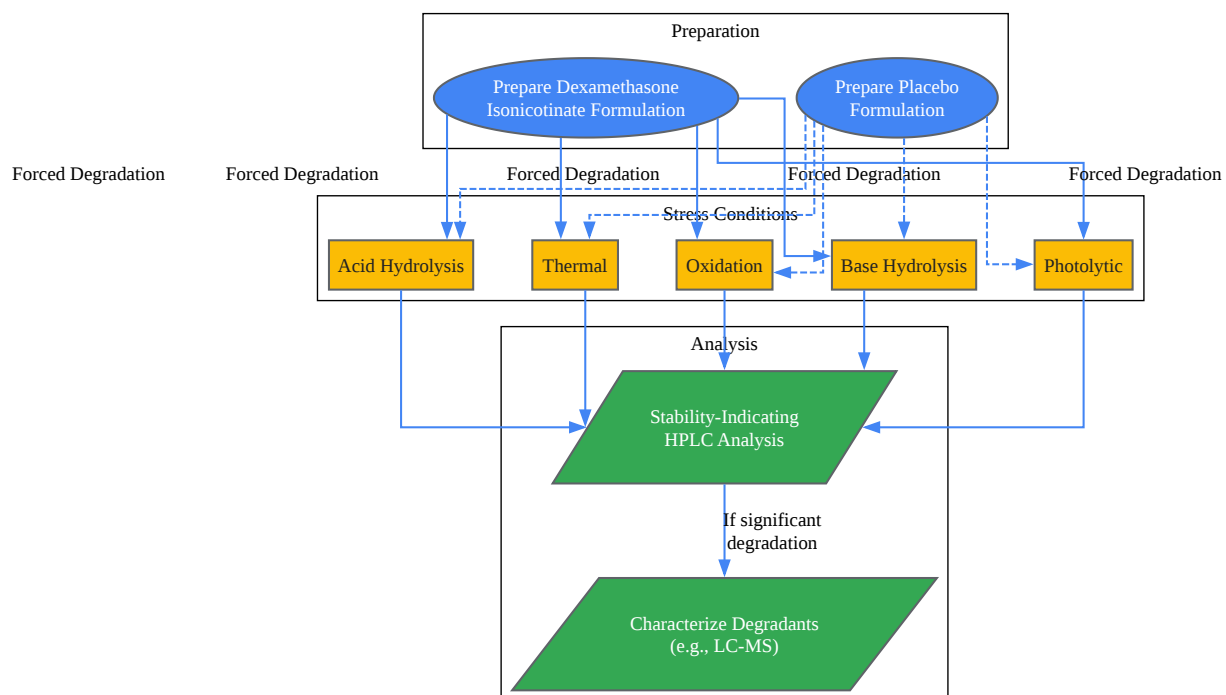 Preparation
Prepare Dexamethasone
Isonicotinate Formulation
Prepare Placebo
Formulation
Forced Degradation
Forced Degradation
Forced Degradation
Forced Degradation
Forced Degradation
Stress Conditions
Acid Hydrolysis
Thermal
Oxidation
Base Hydrolysis
Photolytic
Analysis
Stability-Indicating
HPLC Analysis
If significant
degradation
Characterize Degradants
(e.g., LC-MS)